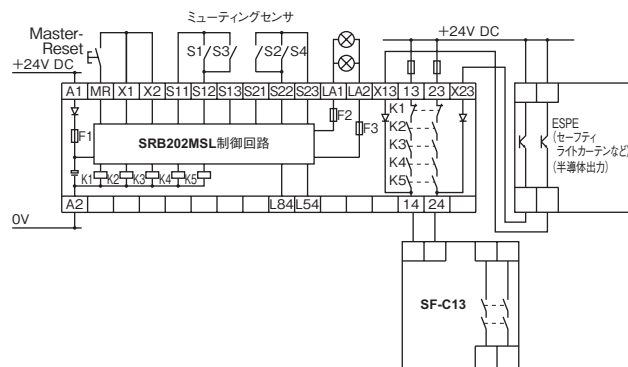 ミューティングセンサ
Master-
Reset
+24V DC
+24V DC
S1
S3
S2
S4
A1
MR
X1
X2
S11
S12
S13
S21
S22
S23
LA1
LA2
X13
13
23
X23
F1
F2
F3
SRB202MSL制御回路
K1
K2
K3
K4
K5
K1
K2
K3
K4
K5
ESPE
(セーフティ
ライトカーテンなど)
(半導体出力)
0V
A2
L84
L54
14
24
SF-C13